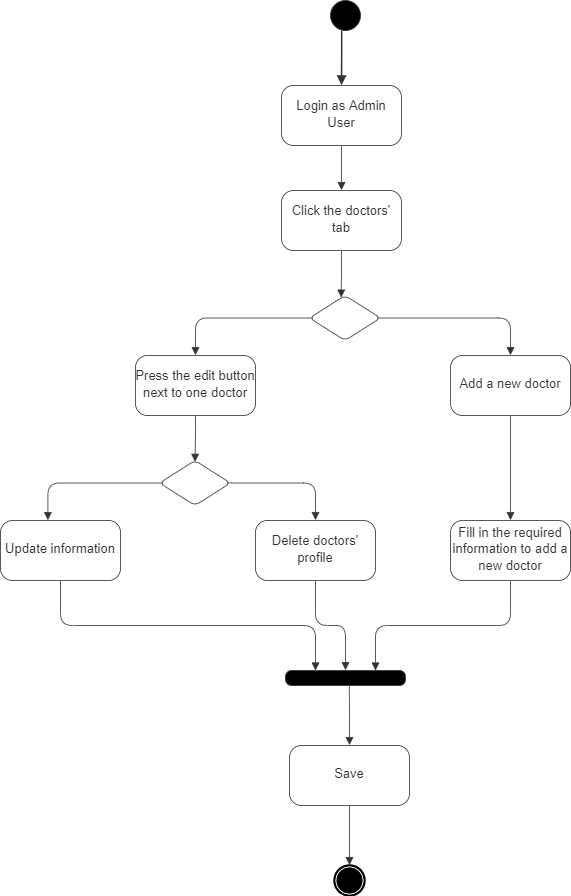 Login as Admin
User
Click the doctors'
tab
Press the edit button
next to one doctor
Add a new doctor
Update information
Delete doctors'
profile
Fill in the required
information to add a
new doctor
Save